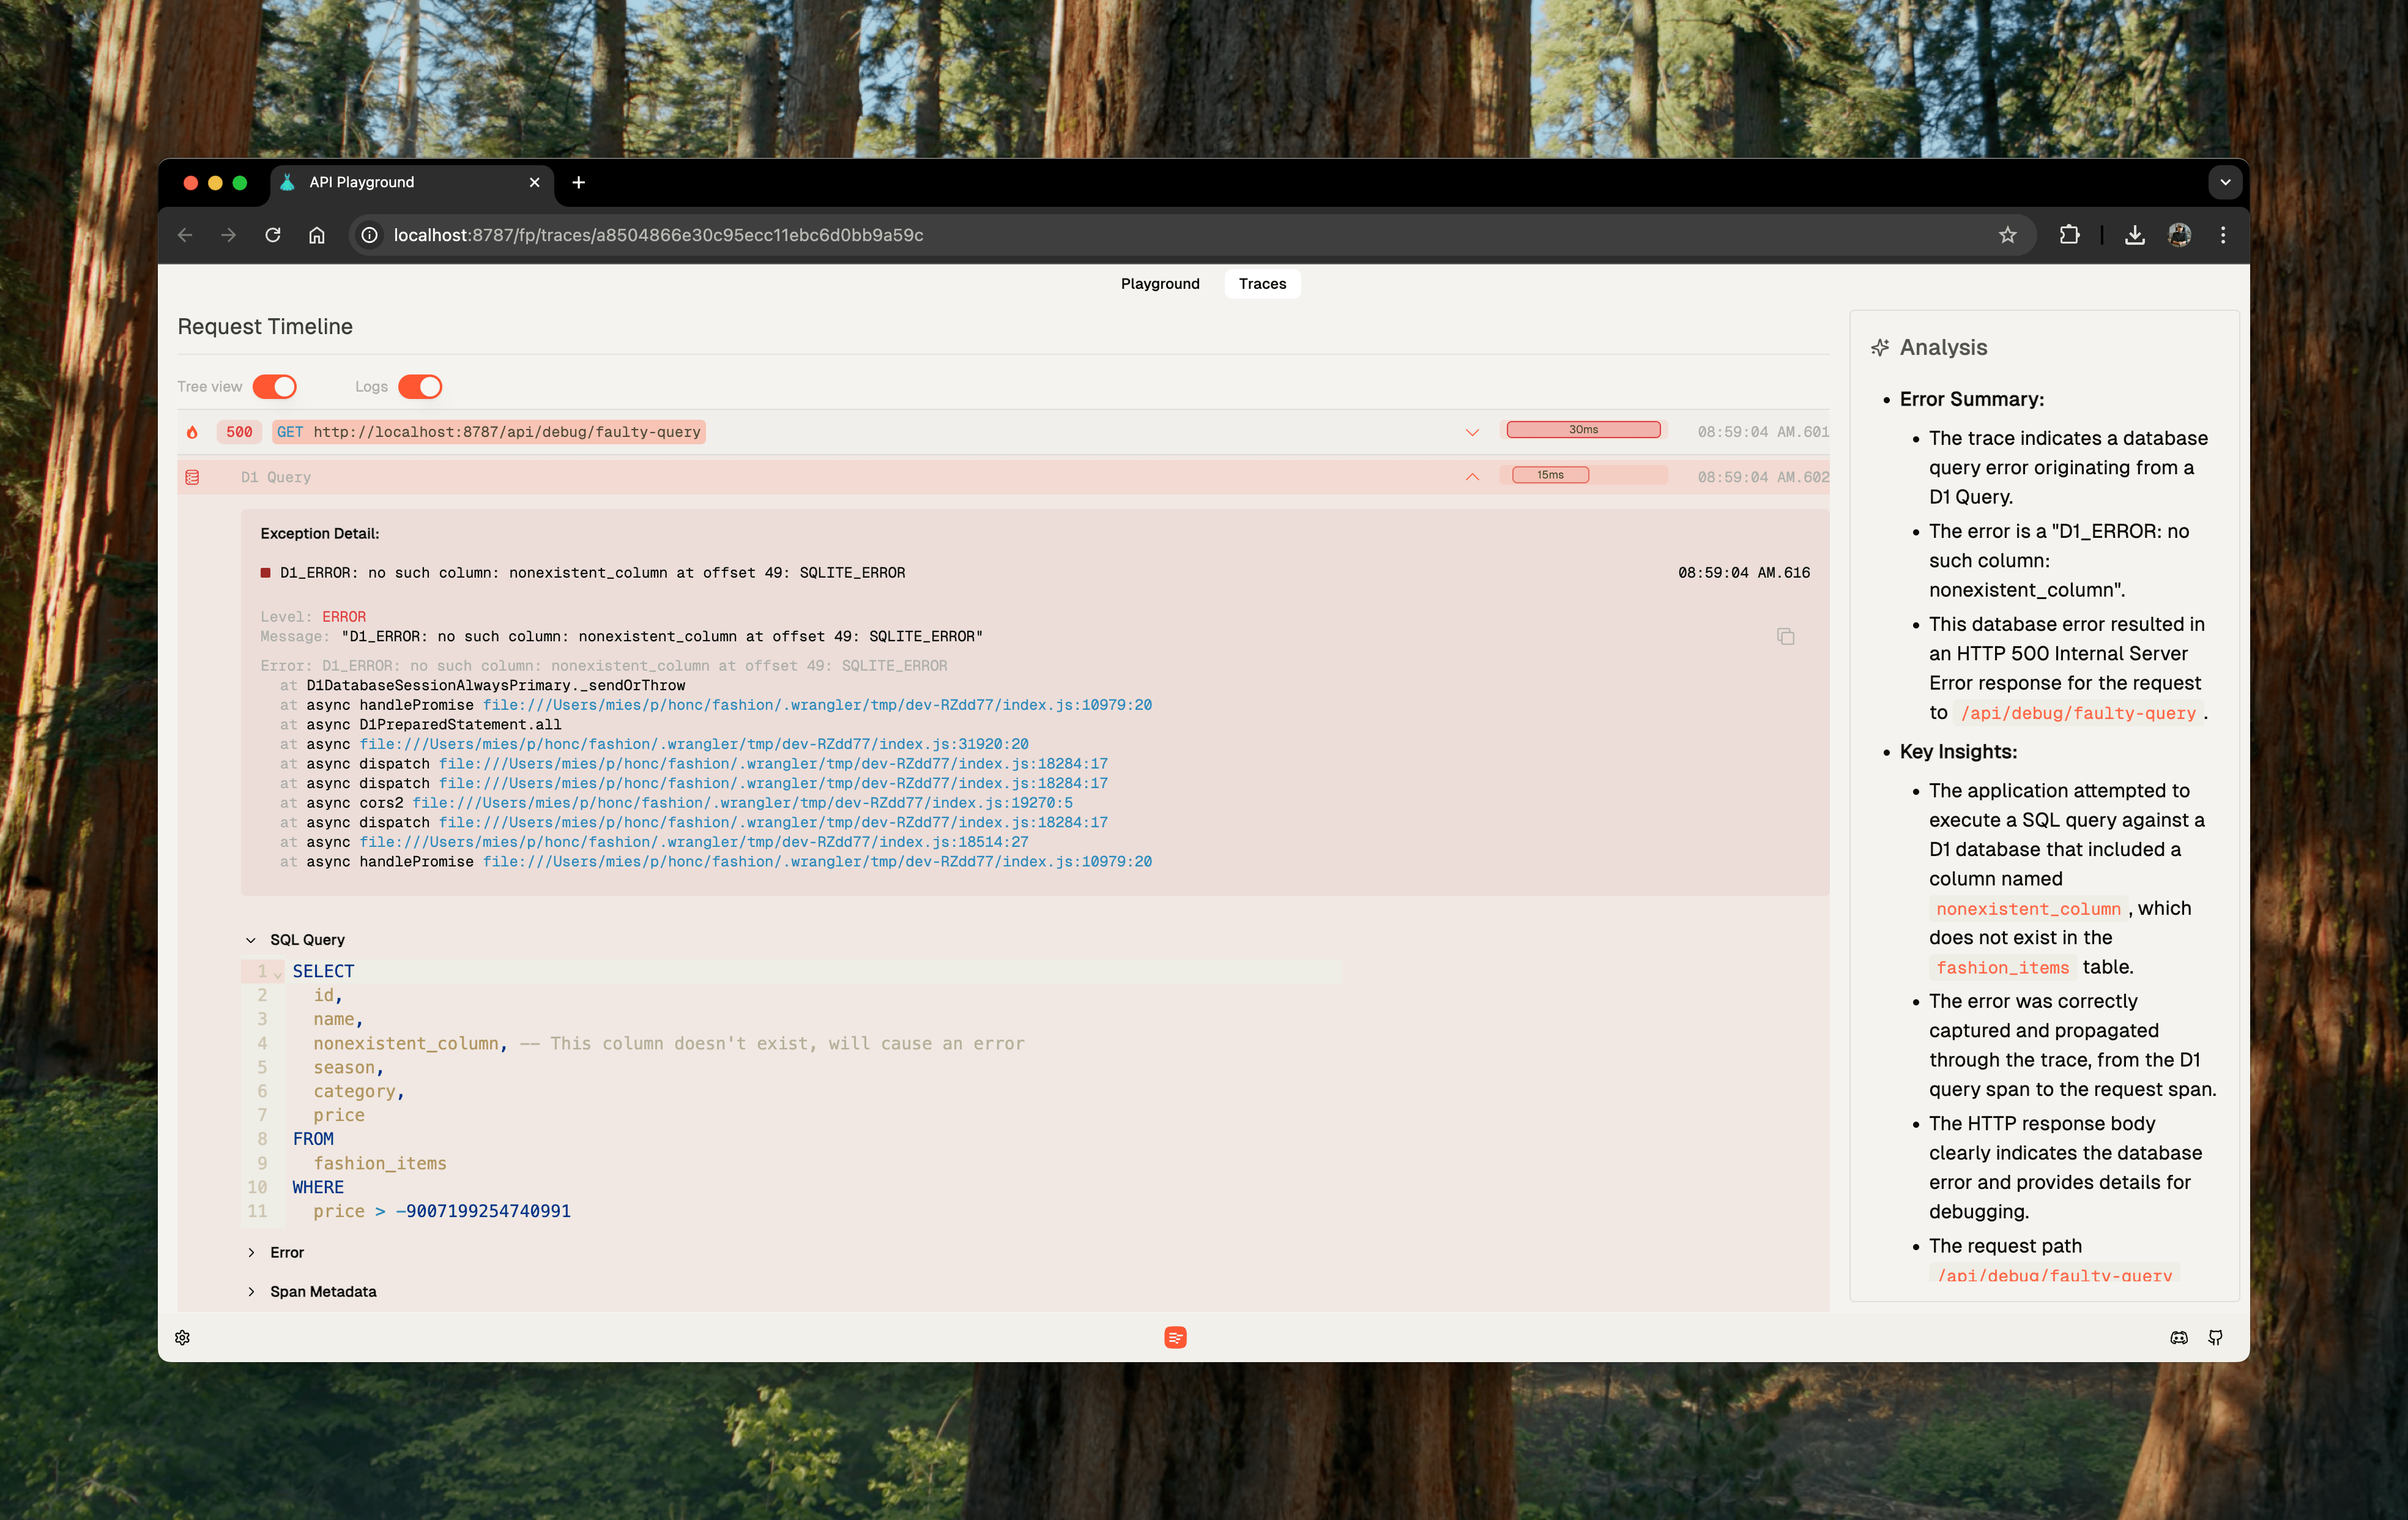 API Playground
localhost:8787/fp/traces/a8504866e30c95ecc11ebc6d0bb9a59c
Playground Traces
Request Timeline
Tree view Logs
500 GET http://localhost:8787/api/debug/faulty-query 30ms 08:59:04 AM.601
D1 Query 15ms 08:59:04 AM.602
Exception Detail:
D1_ERROR: no such column: nonexistent_column at offset 49: SQLITE_ERROR 08:59:04 AM.616
Level: ERROR
Message: "D1_ERROR: no such column: nonexistent_column at offset 49: SQLITE_ERROR"
Error: D1_ERROR: no such column: nonexistent_column at offset 49: SQLITE_ERROR
at D1DatabaseSessionAlwaysPrimary._sendOrThrow
at async handlePromise file:///Users/mies/p/honc/fashion/.wrangler/tmp/dev-RZdd77/index.js:10979:20
at async D1PreparedStatement.all
at async file:///Users/mies/p/honc/fashion/.wrangler/tmp/dev-RZdd77/index.js:31920:20
at async dispatch file:///Users/mies/p/honc/fashion/.wrangler/tmp/dev-RZdd77/index.js:18284:17
at async dispatch file:///Users/mies/p/honc/fashion/.wrangler/tmp/dev-RZdd77/index.js:18284:17
at async cors2 file:///Users/mies/p/honc/fashion/.wrangler/tmp/dev-RZdd77/index.js:19270:5
at async dispatch file:///Users/mies/p/honc/fashion/.wrangler/tmp/dev-RZdd77/index.js:18284:17
at async file:///Users/mies/p/honc/fashion/.wrangler/tmp/dev-RZdd77/index.js:18514:27
at async handlePromise file:///Users/mies/p/honc/fashion/.wrangler/tmp/dev-RZdd77/index.js:10979:20
SQL Query
1 SELECT
2 id,
3 name,
4 nonexistent_column, -- This column doesn't exist, will cause an error
5 season,
6 category,
7 price
8 FROM
9 fashion_items
10 WHERE
11 price > -9007199254740991
Error
Span Metadata
Analysis
• Error Summary:
• The trace indicates a database
query error originating from a
D1 Query.
• The error is a "D1_ERROR: no
such column:
nonexistent_column".
• This database error resulted in
an HTTP 500 Internal Server
Error response for the request
to /api/debug/faulty-query .
• Key Insights:
• The application attempted to
execute a SQL query against a
D1 database that included a
column named
nonexistent_column , which
does not exist in the
fashion_items table.
• The error was correctly
captured and propagated
through the trace, from the D1
query span to the request span.
• The HTTP response body
clearly indicates the database
error and provides details for
debugging.
• The request path
/api/debug/faulty-query